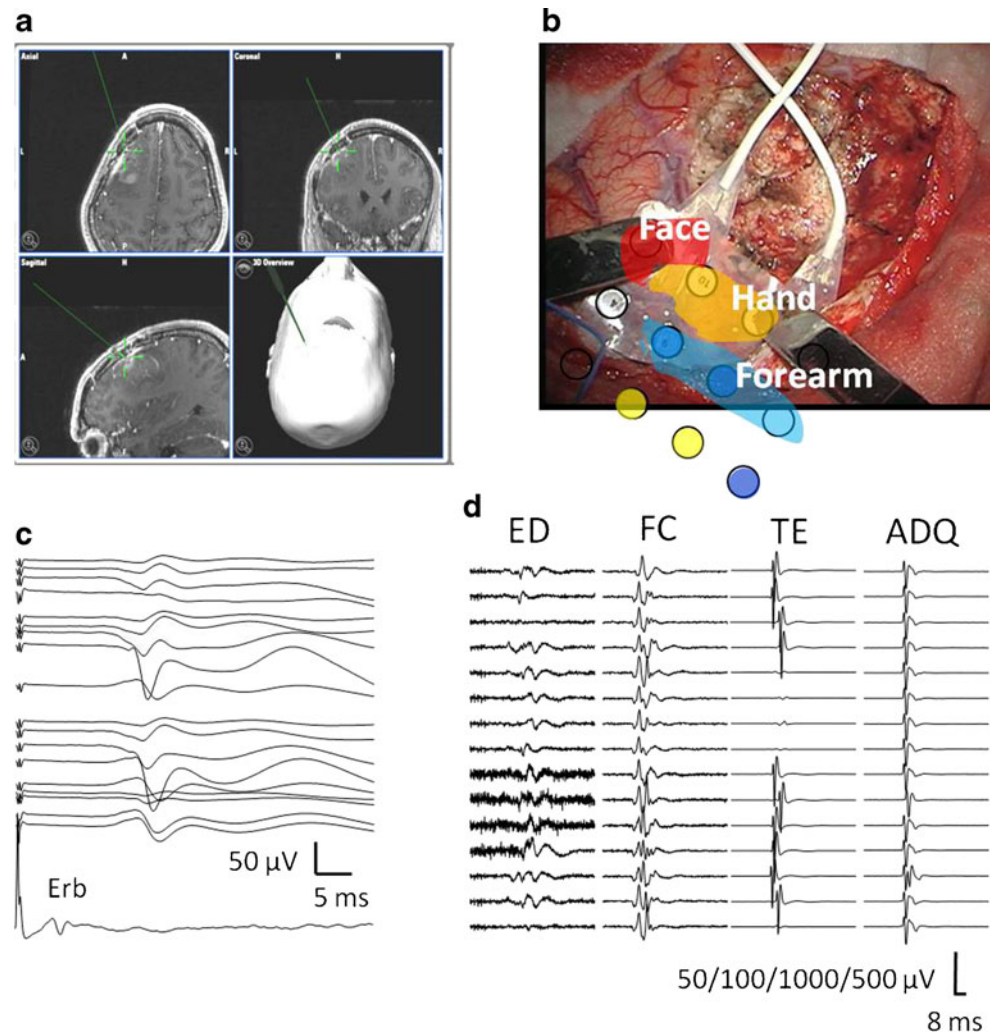 a
Axial
A
L
R
Coronal
H
L
R
Sagittal
H
A
3D Overview
b
Face
10
Hand
Forearm
c
50 µV
5 ms
Erb
d
ED FC TE ADQ
50/100/1000/500 µV
8 ms